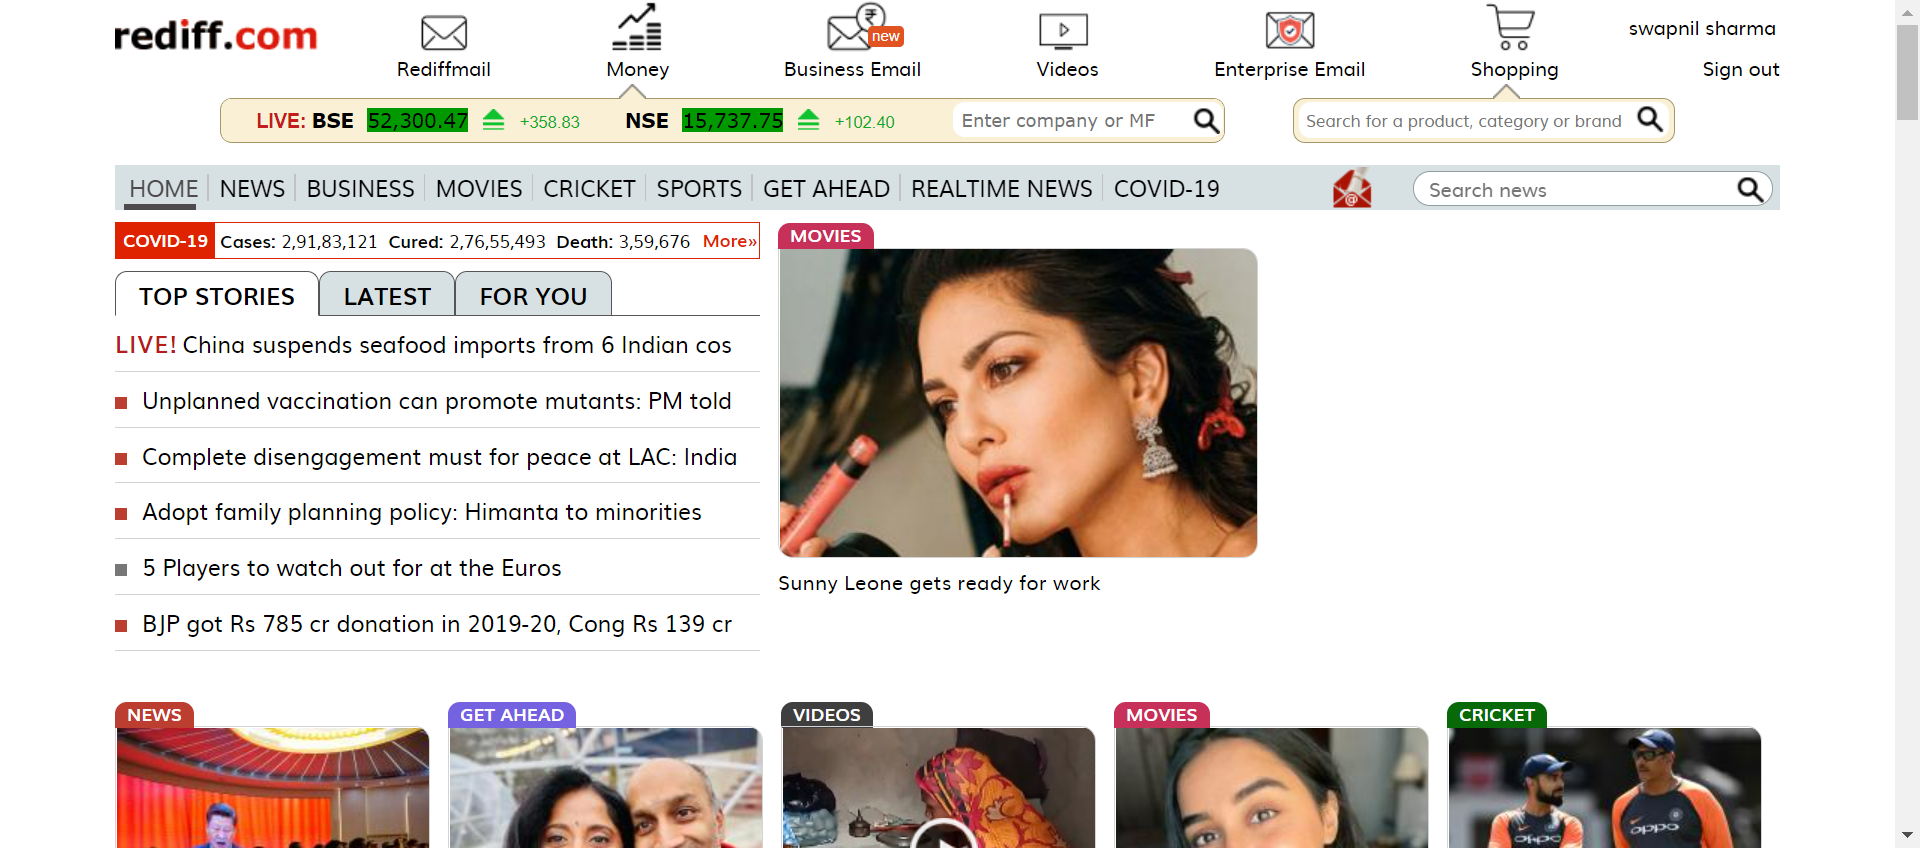 rediff.com
Rediffmail
Money
new
Business Email
Videos
Enterprise Email
Shopping
swapnil sharma
Sign out
LIVE: BSE 52,300.47 +358.83 NSE 15,737.75 +102.40 Enter company or MF
Search for a product, category or brand
HOME NEWS BUSINESS MOVIES CRICKET SPORTS GET AHEAD REALTIME NEWS COVID-19
@
Search news
COVID-19 Cases: 2,91,83,121 Cured: 2,76,55,493 Death: 3,59,676 More»
TOP STORIES LATEST FOR YOU
LIVE! China suspends seafood imports from 6 Indian cos
Unplanned vaccination can promote mutants: PM told
Complete disengagement must for peace at LAC: India
Adopt family planning policy: Himanta to minorities
5 Players to watch out for at the Euros
BJP got Rs 785 cr donation in 2019-20, Cong Rs 139 cr
MOVIES
Sunny Leone gets ready for work
NEWS
GET AHEAD
VIDEOS
MOVIES
CRICKET
oppo
oppo